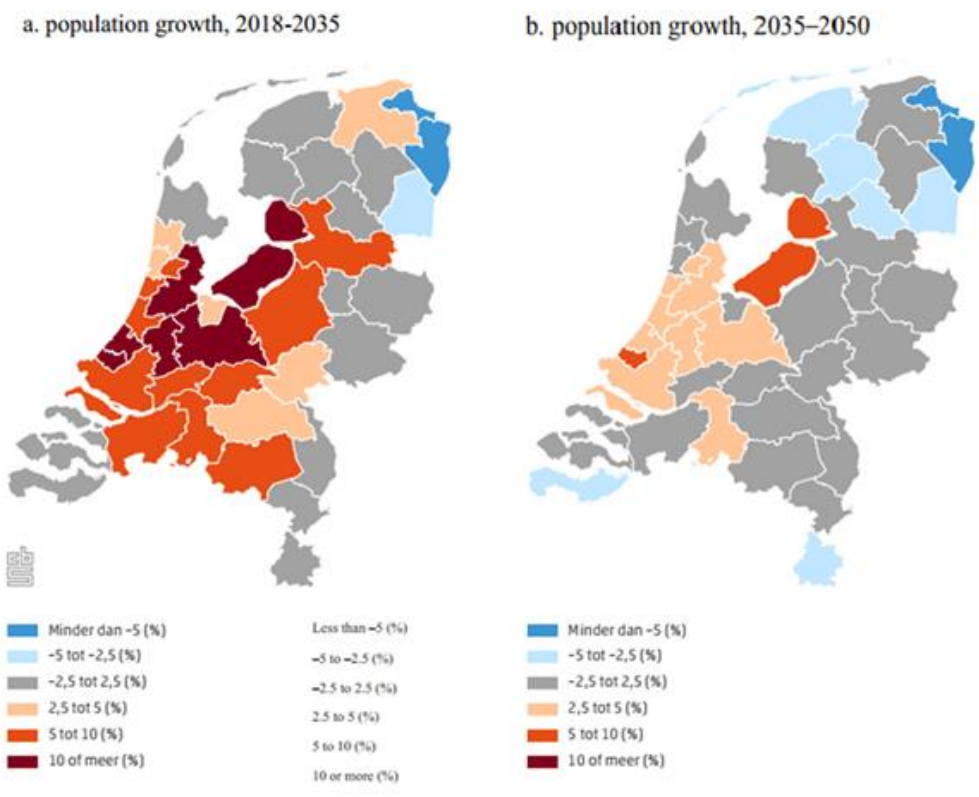 a. population growth, 2018-2035
b. population growth, 2035–2050
Minder dan -5 (%)
-5 tot -2,5 (%)
-2,5 tot 2,5 (%)
2,5 tot 5 (%)
5 tot 10 (%)
10 of meer (%)
Less than –5 (%)
–5 to –2.5 (%)
–2.5 to 2.5 (%)
2.5 to 5 (%)
5 to 10 (%)
10 or more (%)
Minder dan -5 (%)
-5 tot -2,5 (%)
-2,5 tot 2,5 (%)
2,5 tot 5 (%)
5 tot 10 (%)
10 of meer (%)